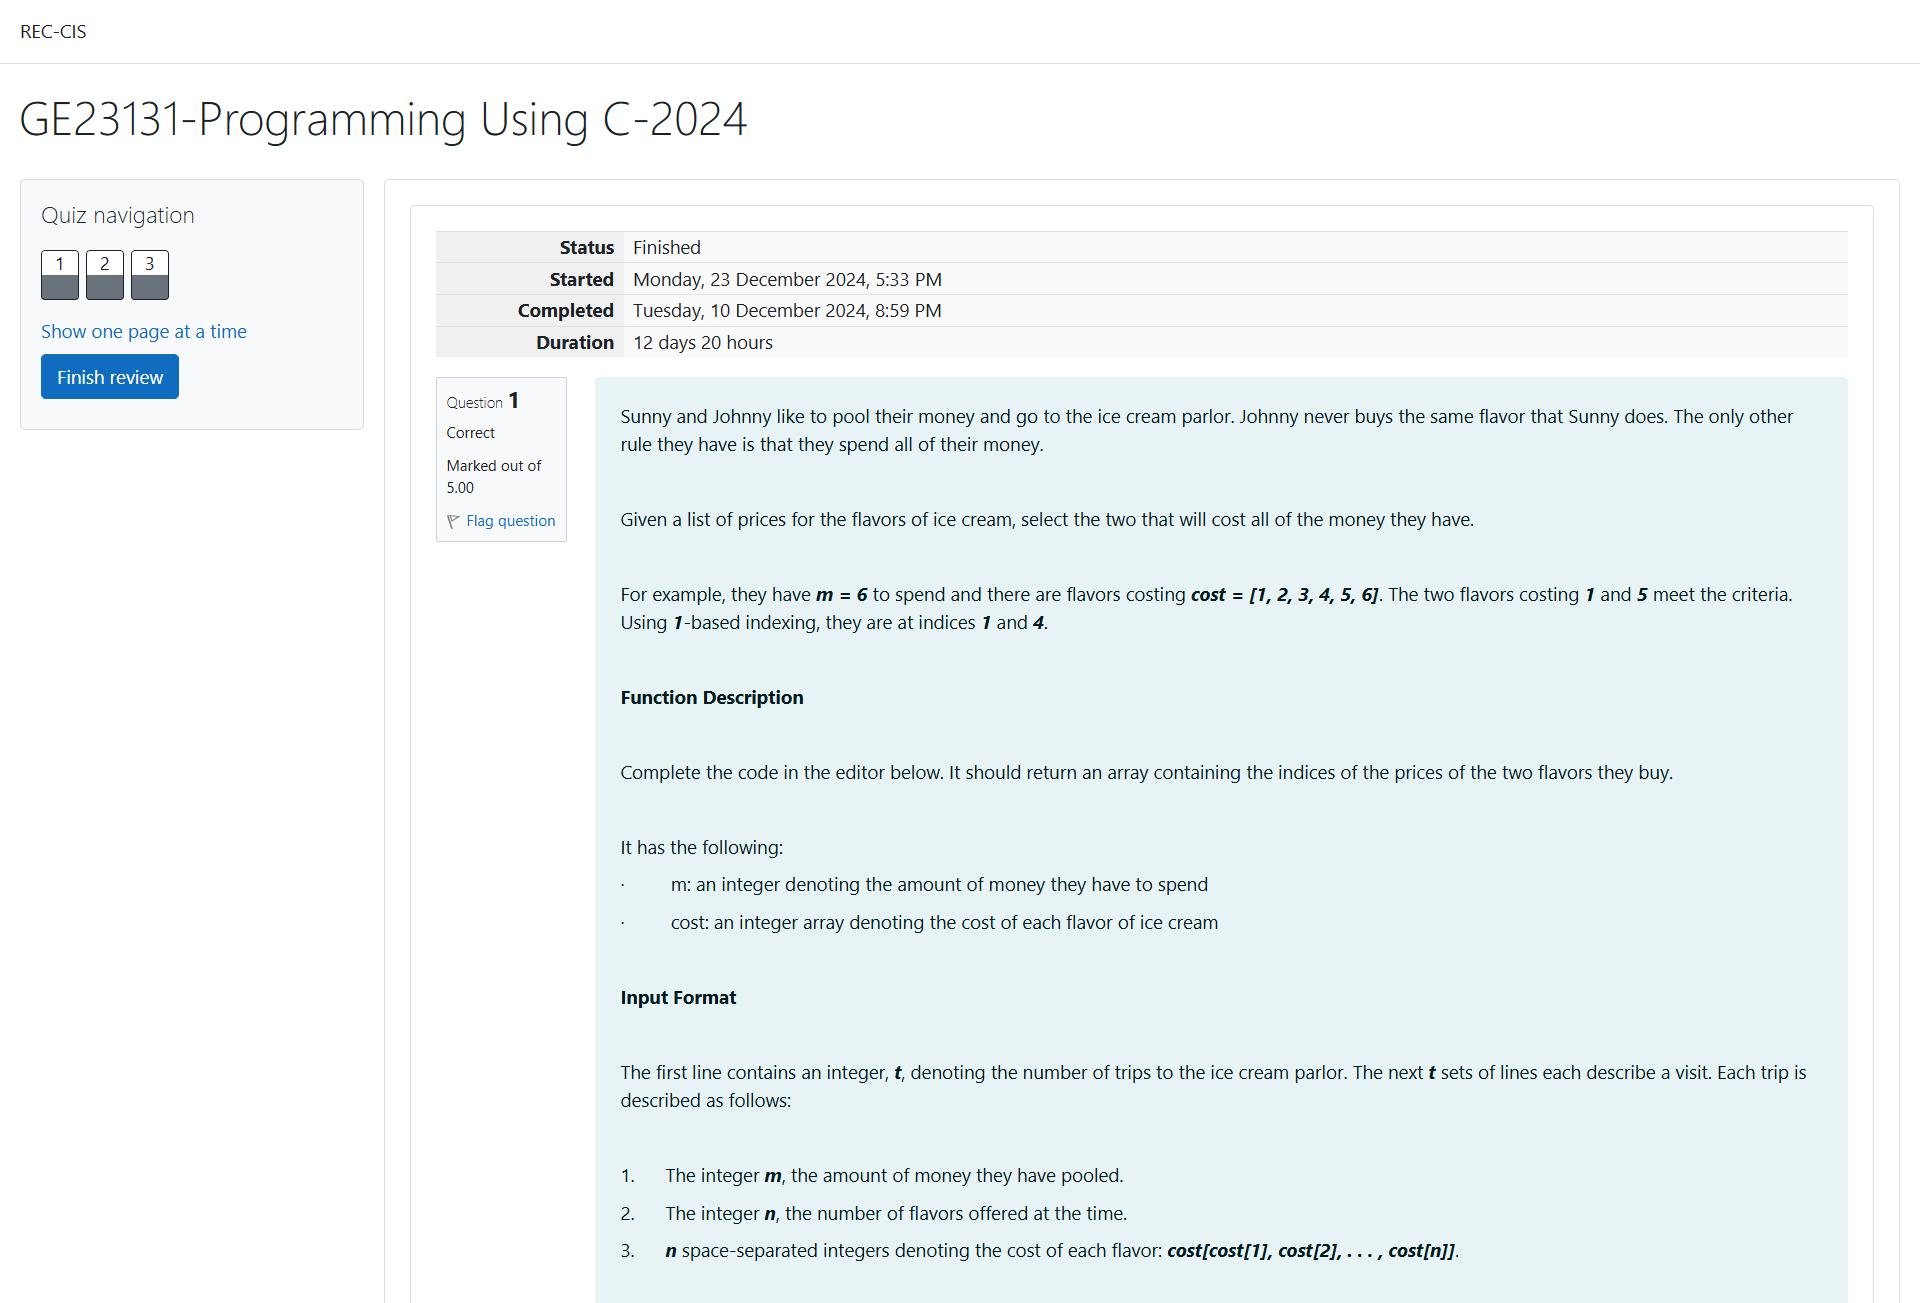 REC-CIS
GE23131-Programming Using C-2024
Quiz navigation
1 2 3
Show one page at a time
Finish review
Status Finished
Started Monday, 23 December 2024, 5:33 PM
Completed Tuesday, 10 December 2024, 8:59 PM
Duration 12 days 20 hours
Question 1
Correct
Marked out of
5.00
Flag question
Sunny and Johnny like to pool their money and go to the ice cream parlor. Johnny never buys the same flavor that Sunny does. The only other
rule they have is that they spend all of their money.
Given a list of prices for the flavors of ice cream, select the two that will cost all of the money they have.
For example, they have m = 6 to spend and there are flavors costing cost = [1, 2, 3, 4, 5, 6]. The two flavors costing 1 and 5 meet the criteria.
Using 1-based indexing, they are at indices 1 and 4.
Function Description
Complete the code in the editor below. It should return an array containing the indices of the prices of the two flavors they buy.
It has the following:
· m: an integer denoting the amount of money they have to spend
· cost: an integer array denoting the cost of each flavor of ice cream
Input Format
The first line contains an integer, t, denoting the number of trips to the ice cream parlor. The next t sets of lines each describe a visit. Each trip is
described as follows:
1. The integer m, the amount of money they have pooled.
2. The integer n, the number of flavors offered at the time.
3. n space-separated integers denoting the cost of each flavor: cost[cost[1], cost[2], . . . , cost[n]].